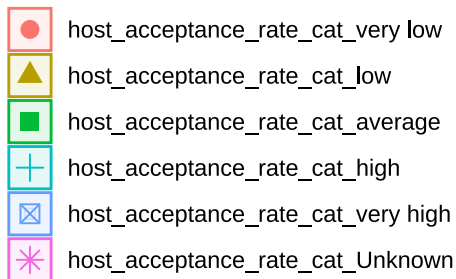 host_acceptance_rate_cat_very low
host_acceptance_rate_cat_low
host_acceptance_rate_cat_average
host_acceptance_rate_cat_high
host_acceptance_rate_cat_very high
host_acceptance_rate_cat_Unknown